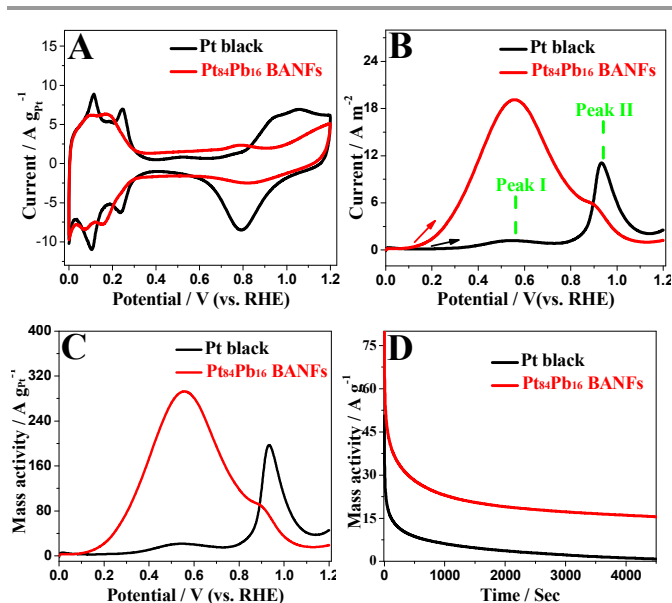 A
Pt black
Pt₈₄Pb₁₆ BANFs
Current / A g_Pt⁻¹
15
10
5
0
5
-10
0.0 0.2 0.4 0.6 0.8 1.0 1.2
Potential / V (vs. RHE)
B
Pt black
Pt₈₄Pb₁₆ BANFs
Peak II
Peak I
Current / A m⁻²
24
18
12
6
0
0.0 0.2 0.4 0.6 0.8 1.0 1.2
Potential / V(vs. RHE)
C
Pt black
Pt₈₄Pb₁₆ BANFs
Mass activity / A g_Pt⁻¹
400
320
240
160
80
0
0.0 0.2 0.4 0.6 0.8 1.0 1.2
Potential / V (vs. RHE)
D
Pt black
Pt₈₄Pb₁₆ BANFs
Mass activity / A g⁻¹
75
60
45
30
15
0
0 1000 2000 3000 4000
Time / Sec